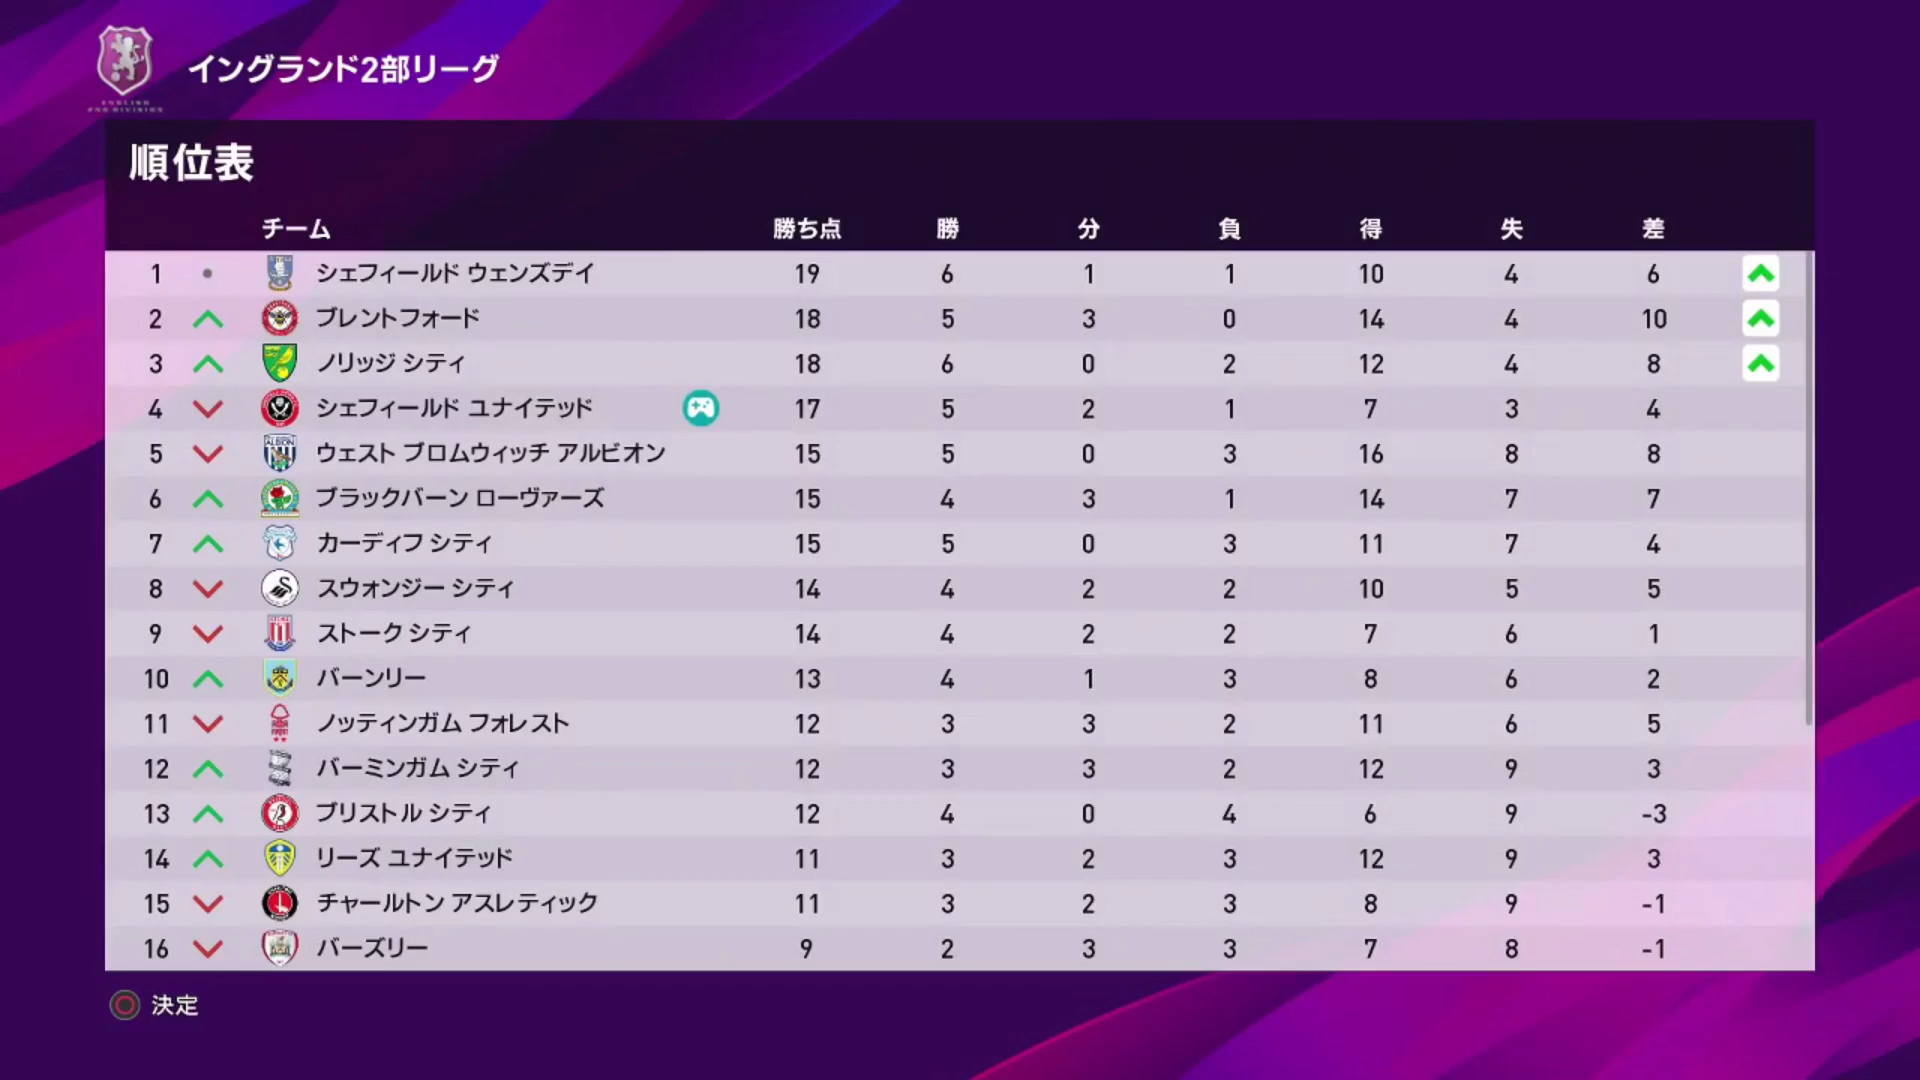 ENGLISH
2ND DIVISION
イングランド2部リーグ
順位表
チーム 勝ち点 勝 分 負 得 失 差
1 シェフィールド ウェンズデイ 19 6 1 1 10 4 6
2 ブレントフォード 18 5 3 0 14 4 10
3 ノリッジ シティ 18 6 0 2 12 4 8
4 シェフィールド ユナイテッド 17 5 2 1 7 3 4
5 ウェスト ブロムウィッチ アルビオン 15 5 0 3 16 8 8
6 ブラックバーン ローヴァーズ 15 4 3 1 14 7 7
7 カーディフ シティ 15 5 0 3 11 7 4
8 スウォンジー シティ 14 4 2 2 10 5 5
9 ストーク シティ 14 4 2 2 7 6 1
10 バーンリー 13 4 1 3 8 6 2
11 ノッティンガム フォレスト 12 3 3 2 11 6 5
12 バーミンガム シティ 12 3 3 2 12 9 3
13 ブリストル シティ 12 4 0 4 6 9 -3
14 リーズ ユナイテッド 11 3 2 3 12 9 3
15 チャールトン アスレティック 11 3 2 3 8 9 -1
16 バーズリー 9 2 3 3 7 8 -1
決定